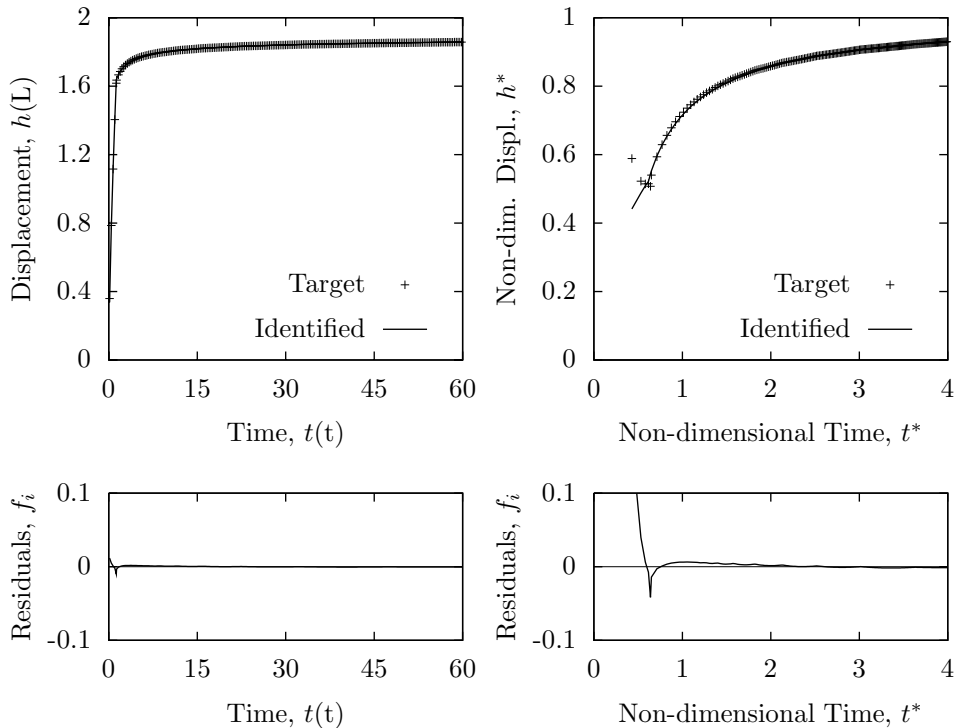 2
1.6
1.2
0.8
0.4
0
Displacement, h(L)
Target +
Identified
0 15 30 45 60
Time, t(t)
1
0.8
0.6
0.4
0.2
0
Non-dim. Displ., h*
Target +
Identified
0 1 2 3 4
Non-dimensional Time, t*
0.1
0
-0.1
Residuals, f_i
0 15 30 45 60
Time, t(t)
0.1
0
-0.1
Residuals, f_i
0 1 2 3 4
Non-dimensional Time, t*